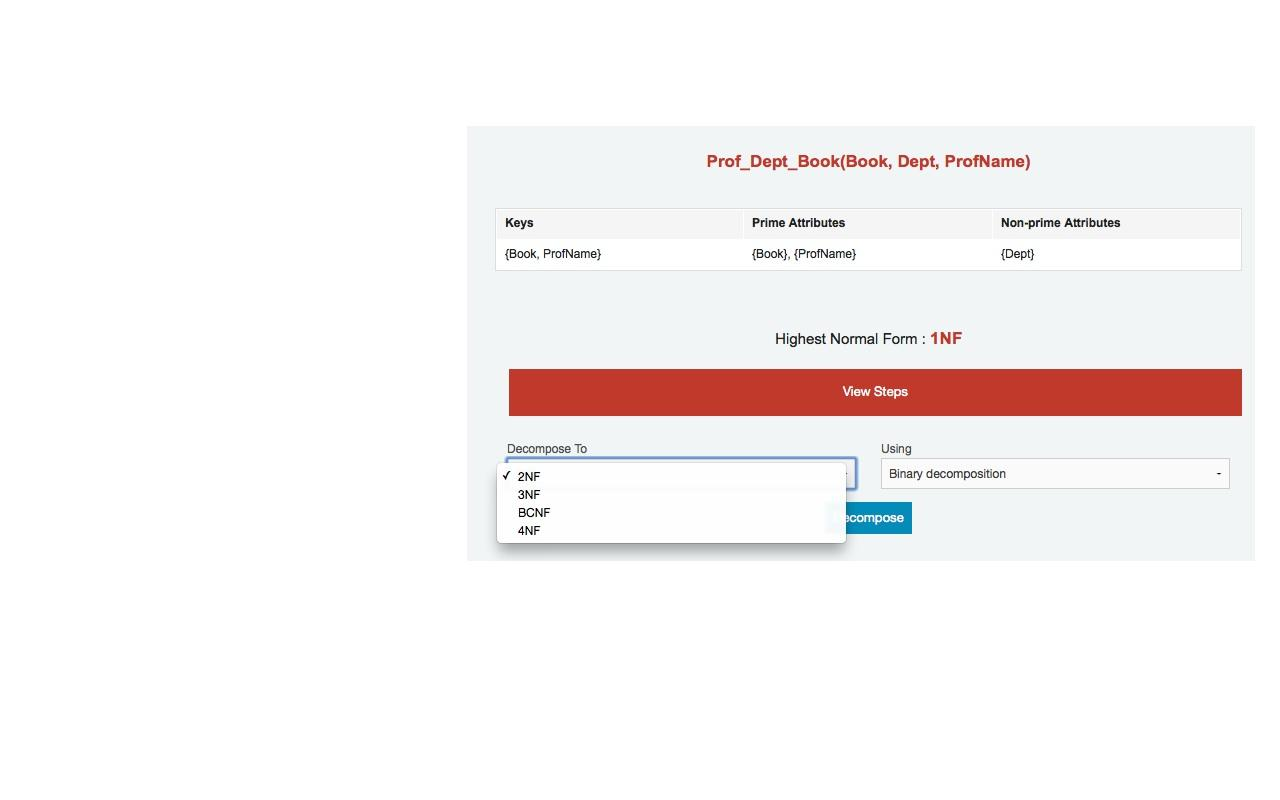 Prof_Dept_Book(Book, Dept, ProfName)
Keys Prime Attributes Non-prime Attributes
{Book, ProfName} {Book}, {ProfName} {Dept}
Highest Normal Form : 1NF
View Steps
Decompose To Using
✓ 2NF Binary decomposition
3NF
BCNF
4NF
ecompose